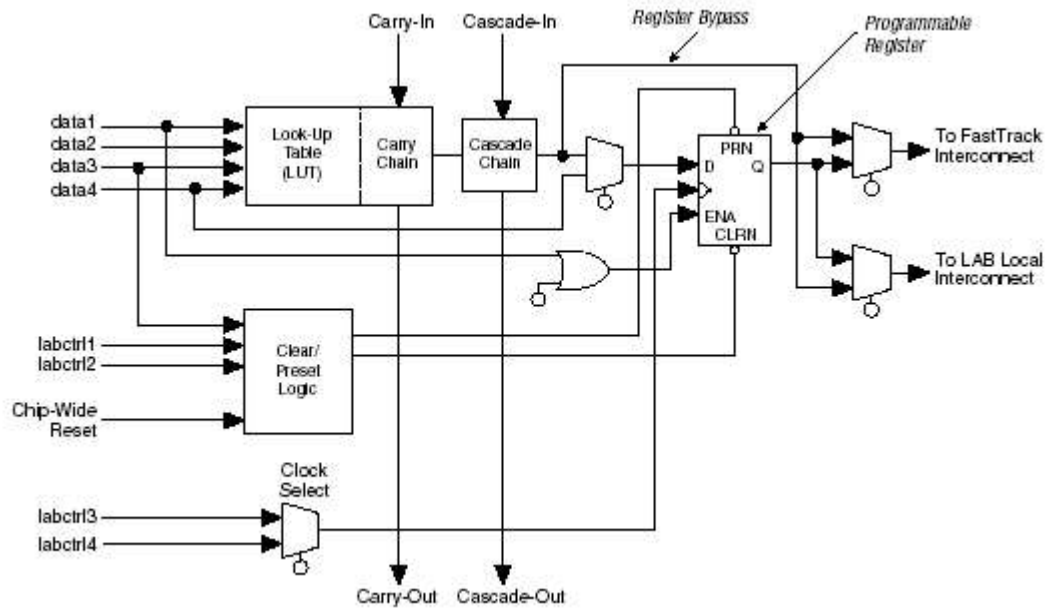 Carry-In
Cascade-In
Register Bypass
Programmable
Register
data1
data2
data3
data4
Look-Up
Table
(LUT)
Carry
Chain
Cascade
Chain
PRN
D
Q
ENA
CLRN
To FastTrack
Interconnect
To LAB Local
Interconnect
labctrl1
labctrl2
Clear/
Preset
Logic
Chip-Wide
Reset
Clock
Select
labctrl3
labctrl4
Carry-Out
Cascade-Out